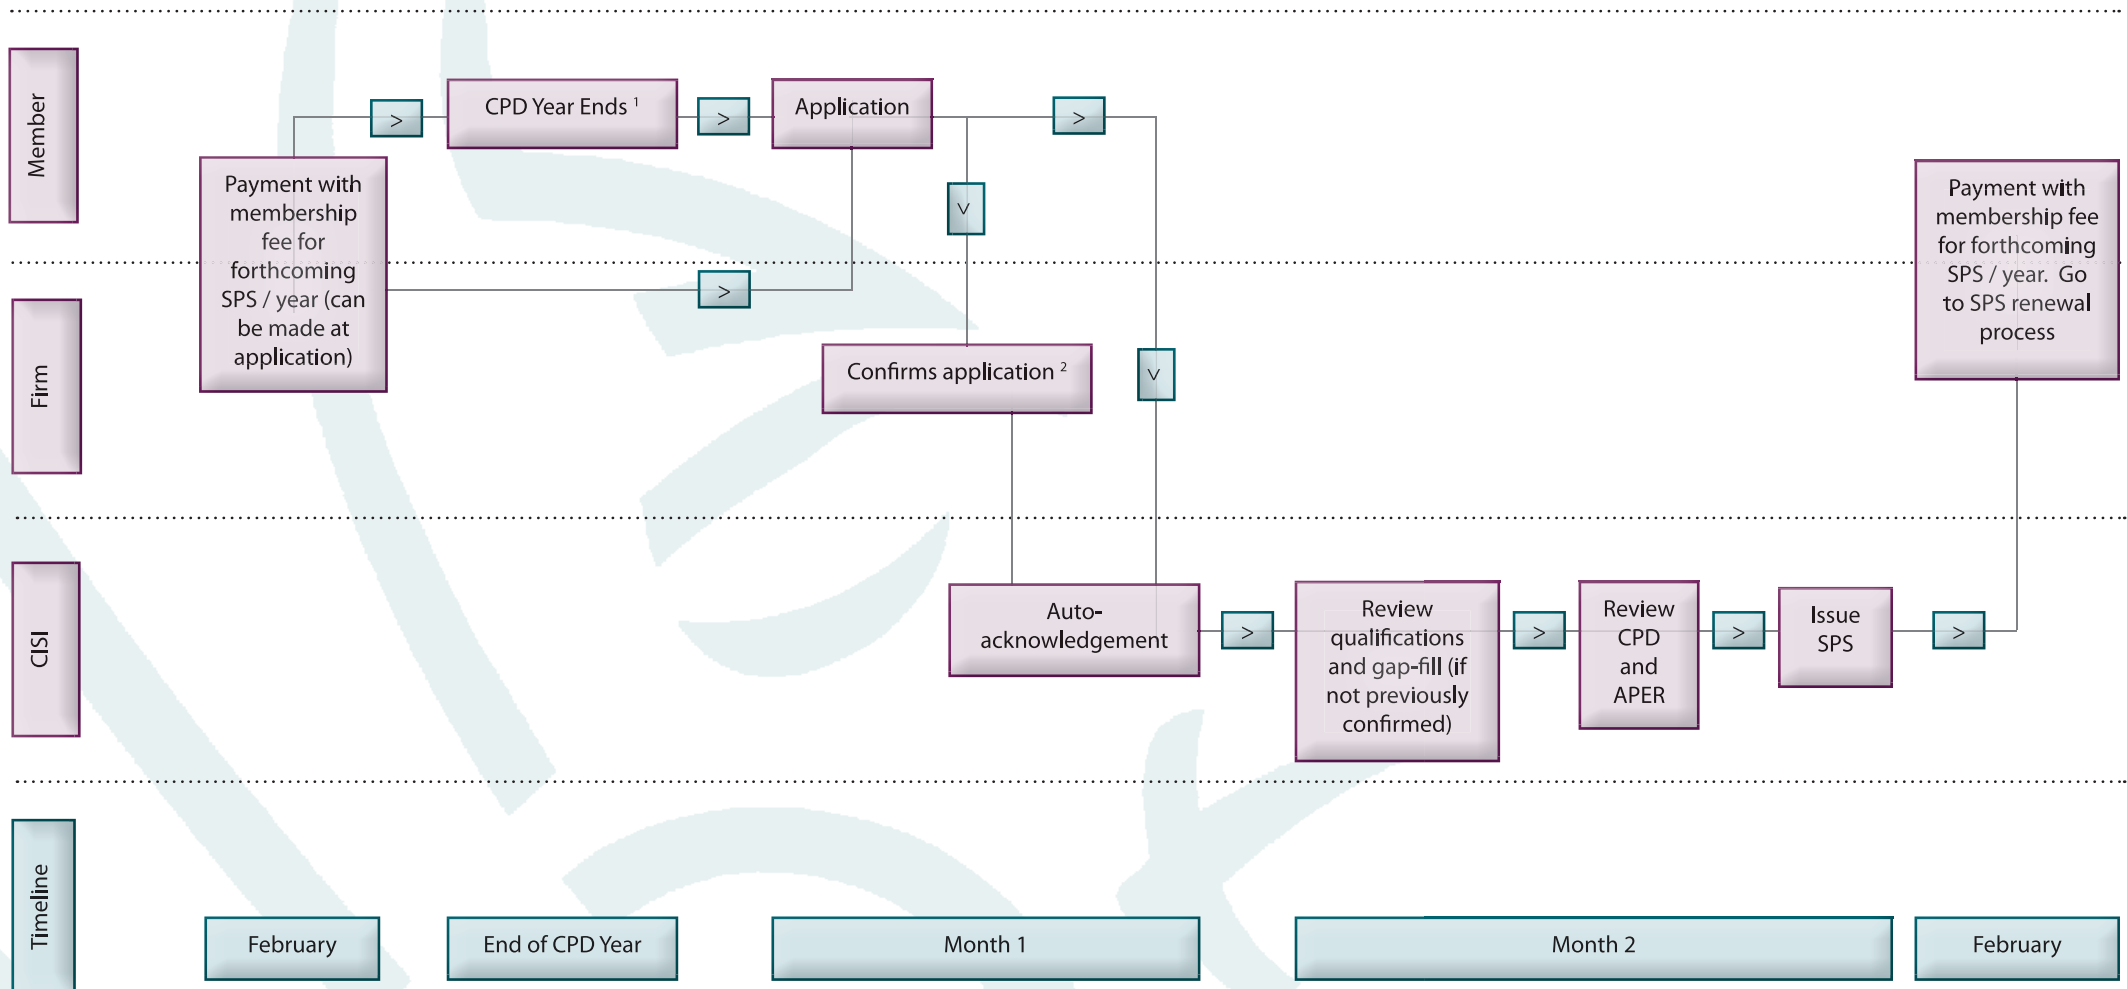 Member
CPD Year Ends 1
Application
>
>
>
Payment with
membership
fee for
forthcoming
SPS / year (can
be made at
application)
>
Payment with
membership fee
for forthcoming
SPS / year. Go
to SPS renewal
process
>
Firm
Confirms application 2
>
CISI
Auto-
acknowledgement
>
Review
qualifications
and gap-fill (if
not previously
confirmed)
>
Review
CPD
and
APER
>
Issue
SPS
>
Timeline
February
End of CPD Year
Month 1
Month 2
February